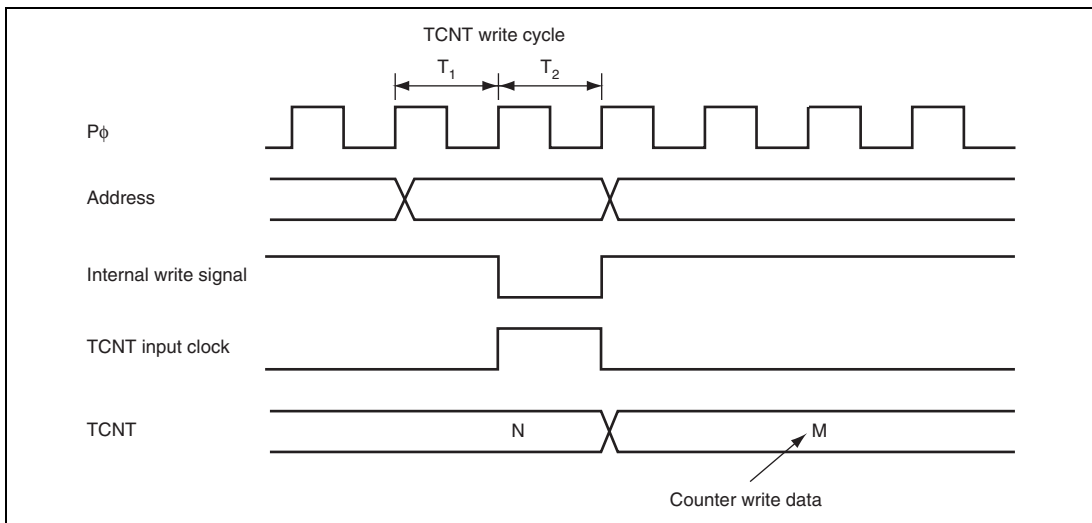 TCNT write cycle
T1 T2
Pϕ
Address
Internal write signal
TCNT input clock
TCNT N M
Counter write data